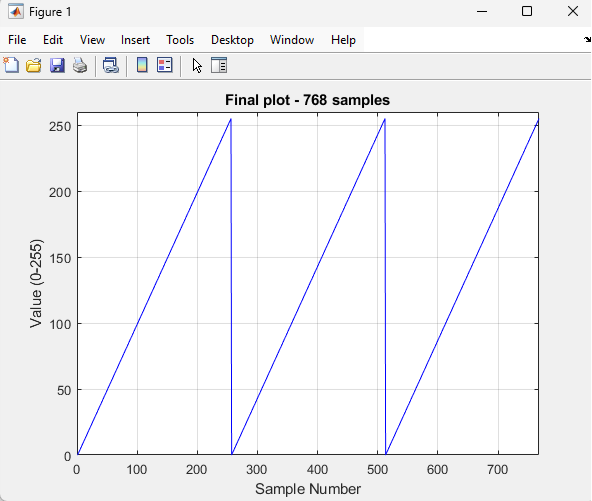 Figure 1
File Edit View Insert Tools Desktop Window Help
Final plot - 768 samples
250
200
150
100
50
0
Value (0-255)
0 100 200 300 400 500 600 700
Sample Number